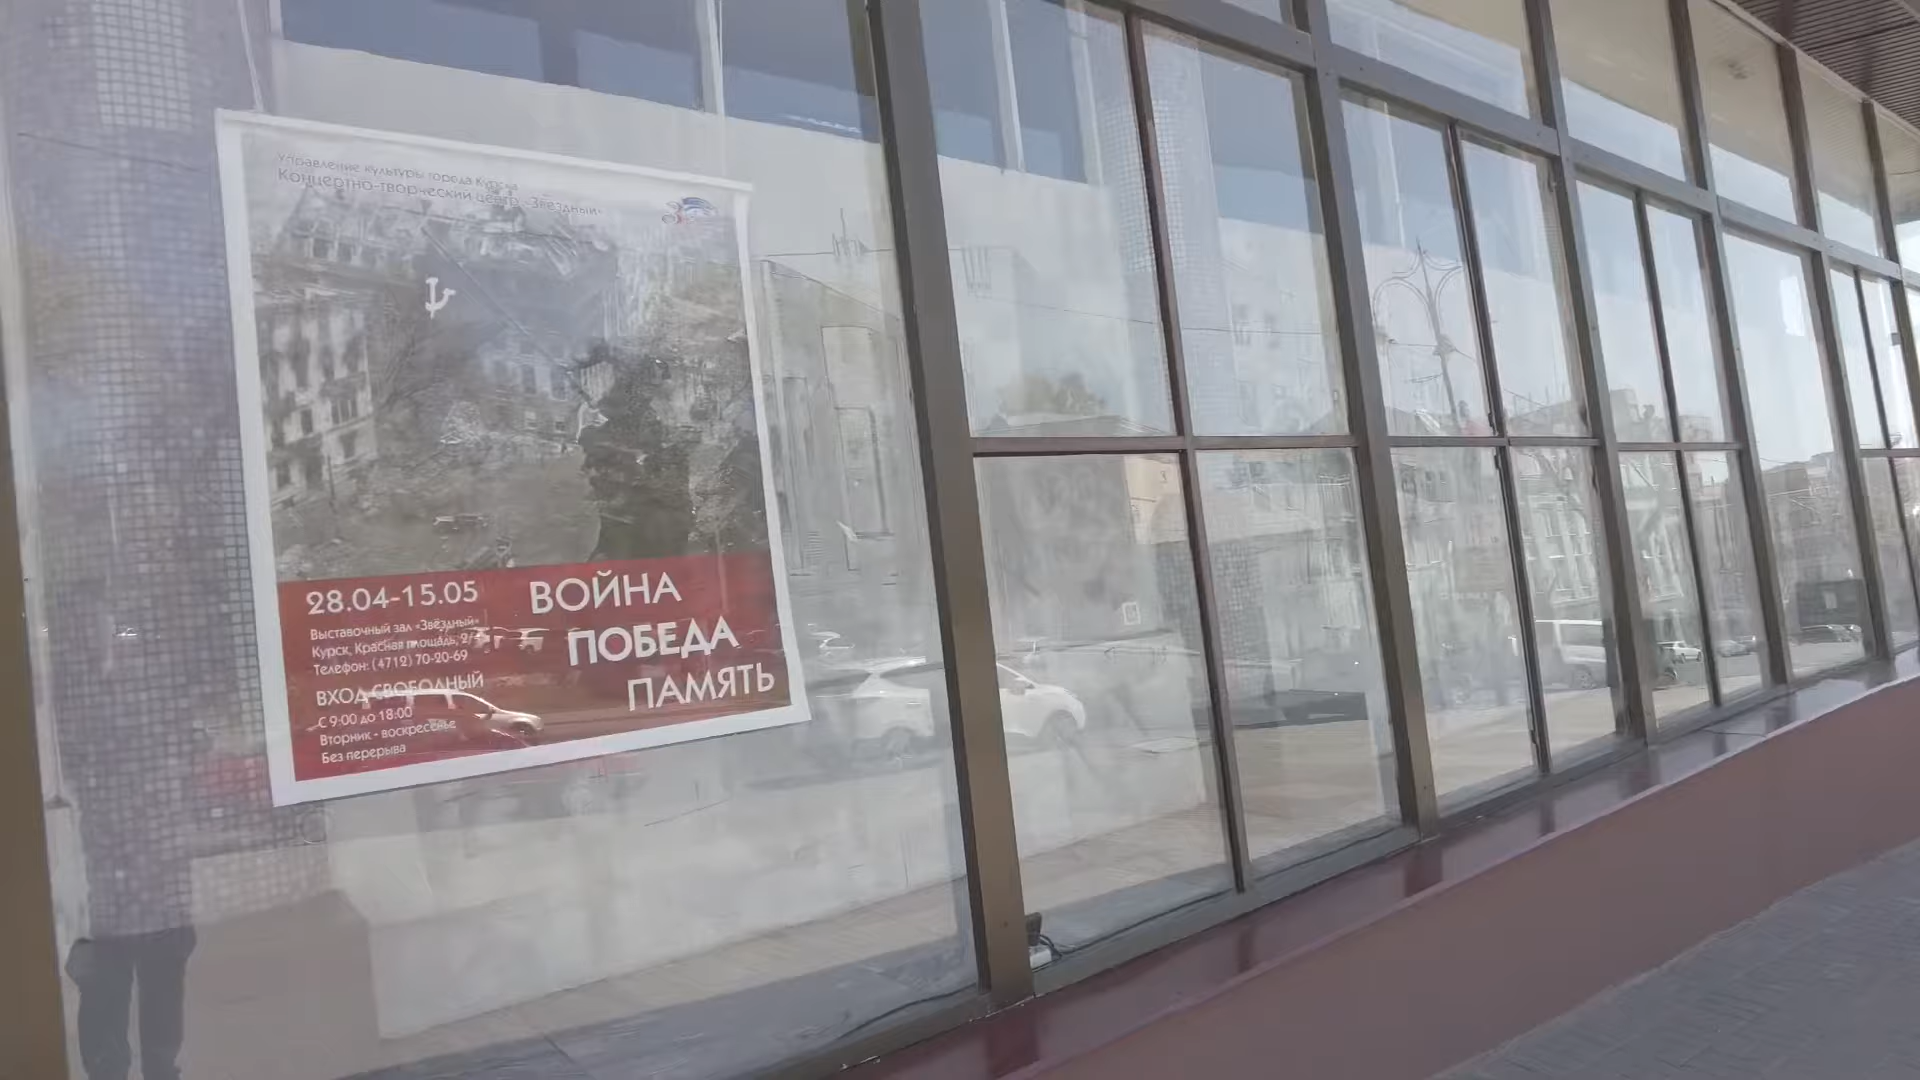 Управление культуры города Курска
Концертно-творческий центр «Звёздный»
28.04-15.05
Выставочный зал «Звёздный»
Курск, Красная площадь, 2/
Телефон: (4712) 70-20-69
ВХОД СВОБОДНЫЙ
С 9:00 до 18:00
Вторник - воскресенье
Без перерыва
ВОЙНА
ПОБЕДА
ПАМЯТЬ